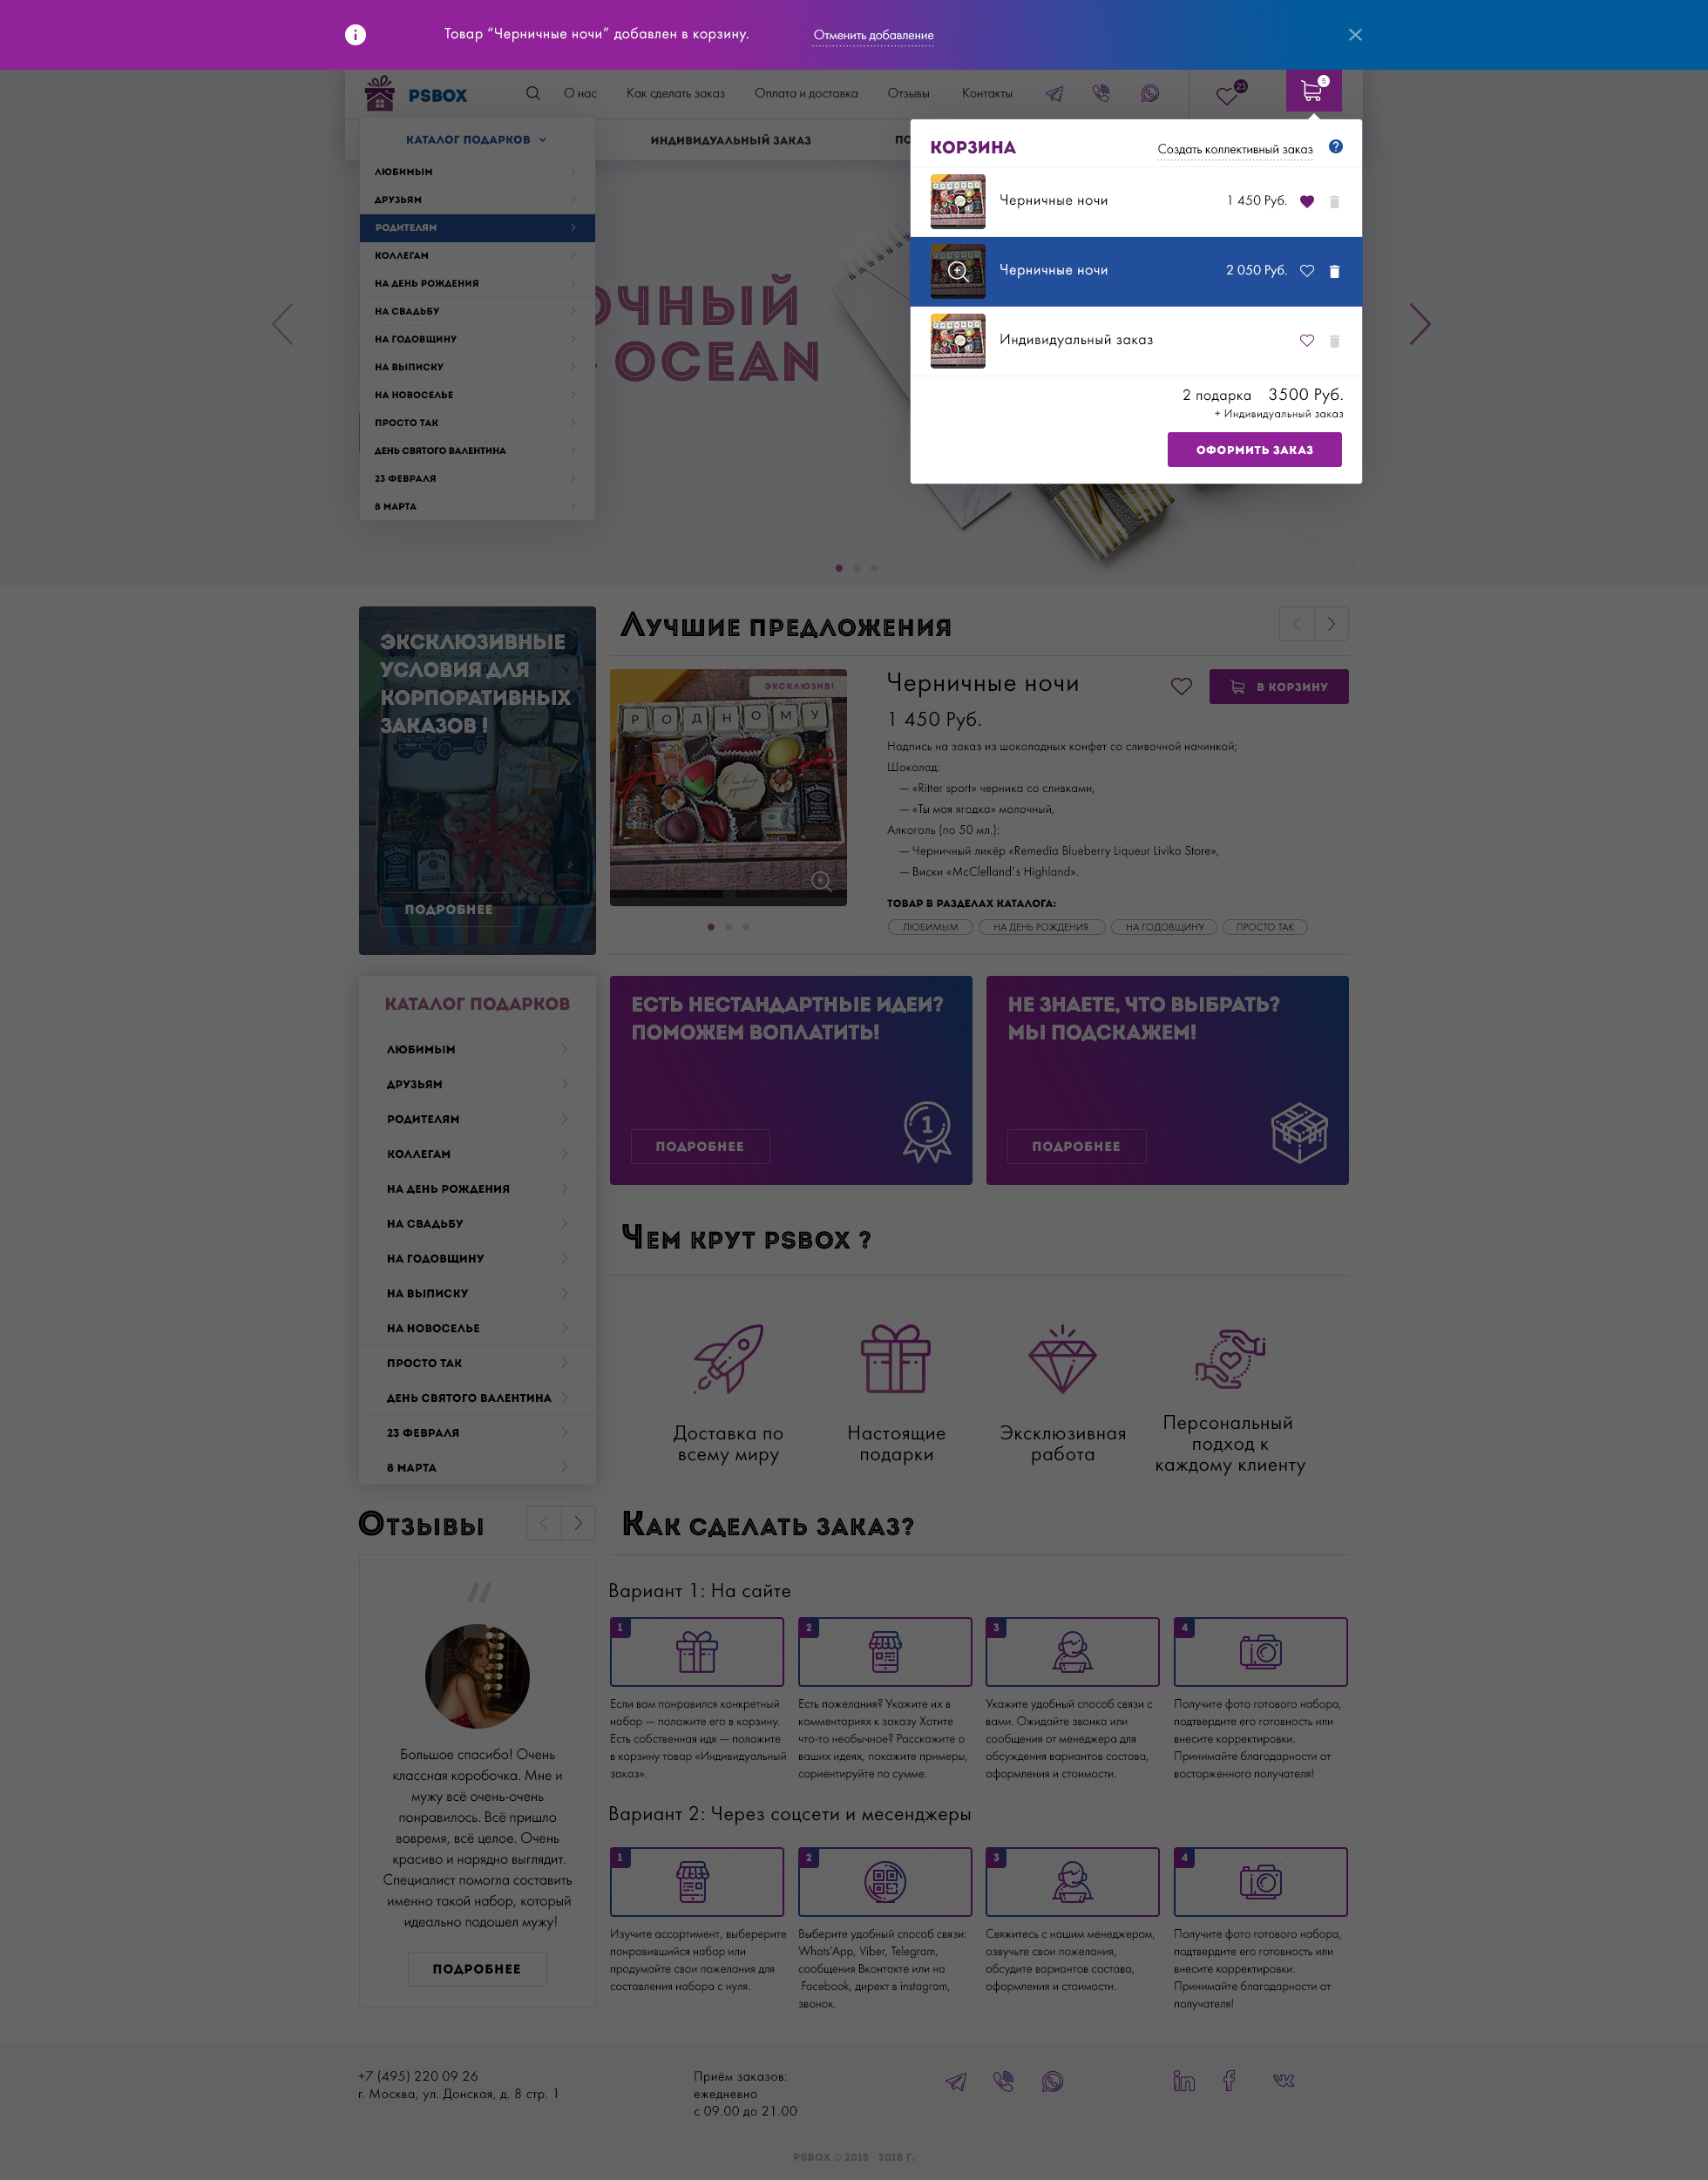 Товар “Черничные ночи” добавлен в корзину.
Отменить добавление
PSBOX
О нас
Как сделать заказ
Оплата и доставка
Отзывы
Контакты
23
5
КАТАЛОГ ПОДАРКОВ
ИНДИВИДУАЛЬНЫЙ ЗАКАЗ
ПО
ЛЮБИМЫМ
ДРУЗЬЯМ
РОДИТЕЛЯМ
КОЛЛЕГАМ
НА ДЕНЬ РОЖДЕНИЯ
НА СВАДЬБУ
НА ГОДОВЩИНУ
НА ВЫПИСКУ
НА НОВОСЕЛЬЕ
ПРОСТО ТАК
ДЕНЬ СВЯТОГО ВАЛЕНТИНА
23 ФЕВРАЛЯ
8 МАРТА
ОЧНЫЙ
OCEAN
КОРЗИНА
Создать коллективный заказ
?
Черничные ночи
1 450 Руб.
Черничные ночи
2 050 Руб.
Индивидуальный заказ
2 подарка 3500 Руб.
+ Индивидуальный заказ
ОФОРМИТЬ ЗАКАЗ
ЭКСКЛЮЗИВНЫЕ
УСЛОВИЯ ДЛЯ
КОРПОРАТИВНЫХ
ЗАКАЗОВ !
ПОДРОБНЕЕ
ЛУЧШИЕ ПРЕДЛОЖЕНИЯ
ЭКСКЛЮЗИВ!
РОДНОМУ
Черничные ночи
В КОРЗИНУ
1 450 Руб.
Надпись на заказ из шоколадных конфет со сливочной начинкой;
Шоколад:
— «Ritter sport» черника со сливками,
— «Ты моя ягодка» молочный,
Алкоголь (по 50 мл.):
— Черничный ликёр «Remedia Blueberry Liqueur Liviko Store»,
— Виски «McClelland`s Highland».
ТОВАР В РАЗДЕЛАХ КАТАЛОГА:
ЛЮБИМЫМ
НА ДЕНЬ РОЖДЕНИЯ
НА ГОДОВЩИНУ
ПРОСТО ТАК
КАТАЛОГ ПОДАРКОВ
ЛЮБИМЫМ
ДРУЗЬЯМ
РОДИТЕЛЯМ
КОЛЛЕГАМ
НА ДЕНЬ РОЖДЕНИЯ
НА СВАДЬБУ
НА ГОДОВЩИНУ
НА ВЫПИСКУ
НА НОВОСЕЛЬЕ
ПРОСТО ТАК
ДЕНЬ СВЯТОГО ВАЛЕНТИНА
23 ФЕВРАЛЯ
8 МАРТА
ЕСТЬ НЕСТАНДАРТНЫЕ ИДЕИ?
ПОМОЖЕМ ВОПЛАТИТЬ!
1
ПОДРОБНЕЕ
НЕ ЗНАЕТЕ, ЧТО ВЫБРАТЬ?
МЫ ПОДСКАЖЕМ!
ПОДРОБНЕЕ
ЧЕМ КРУТ PSBOX ?
Доставка по
всему миру
Настоящие
подарки
Эксклюзивная
работа
Персональный
подход к
каждому клиенту
ОТЗЫВЫ
Большое спасибо! Очень
классная коробочка. Мне и
мужу всё очень-очень
понравилось. Всё пришло
вовремя, всё целое. Очень
красиво и нарядно выглядит.
Специалист помогла составить
именно такой набор, который
идеально подошел мужу!
ПОДРОБНЕЕ
КАК СДЕЛАТЬ ЗАКАЗ?
Вариант 1: На сайте
1
Если вам понравился конкретный
набор — положите его в корзину.
Есть собственная идя — положите
в корзину товар «Индивидуальный
заказ».
2
Есть пожелания? Укажите их в
комментариях к заказу Хотите
что-то необычное? Расскажите о
ваших идеях, покажите примеры,
сориентируйте по сумме.
3
Укажите удобный способ связи с
вами. Ожидайте звонка или
сообщения от менеджера для
обсуждения вариантов состава,
оформления и стоимости.
4
Получите фото готового набора,
подтвердите его готовность или
внесите корректировки.
Принимайте благодарности от
восторженного получателя!
Вариант 2: Через соцсети и месенджеры
1
Изучите ассортимент, выберерите
понравившийся набор или
продумайте свои пожелания для
составления набора с нуля.
2
Выберите удобный способ связи:
Whats'App, Viber, Telegram,
сообщения Вконтакте или на
Facebook, директ в instagram,
звонок.
3
Свяжитесь с нашим менеджером,
озвучьте свои пожелания,
обсудите вариантов состава,
оформления и стоимости.
4
Получите фото готового набора,
подтвердите его готовность или
внесите корректировки.
Принимайте благодарности от
получателя!
+7 (495) 220 09 26
г. Москва, ул. Донская, д. 8 стр. 1
Приём заказов:
ежедневно
с 09.00 до 21.00
PSBOX © 2015 - 2018 Г.